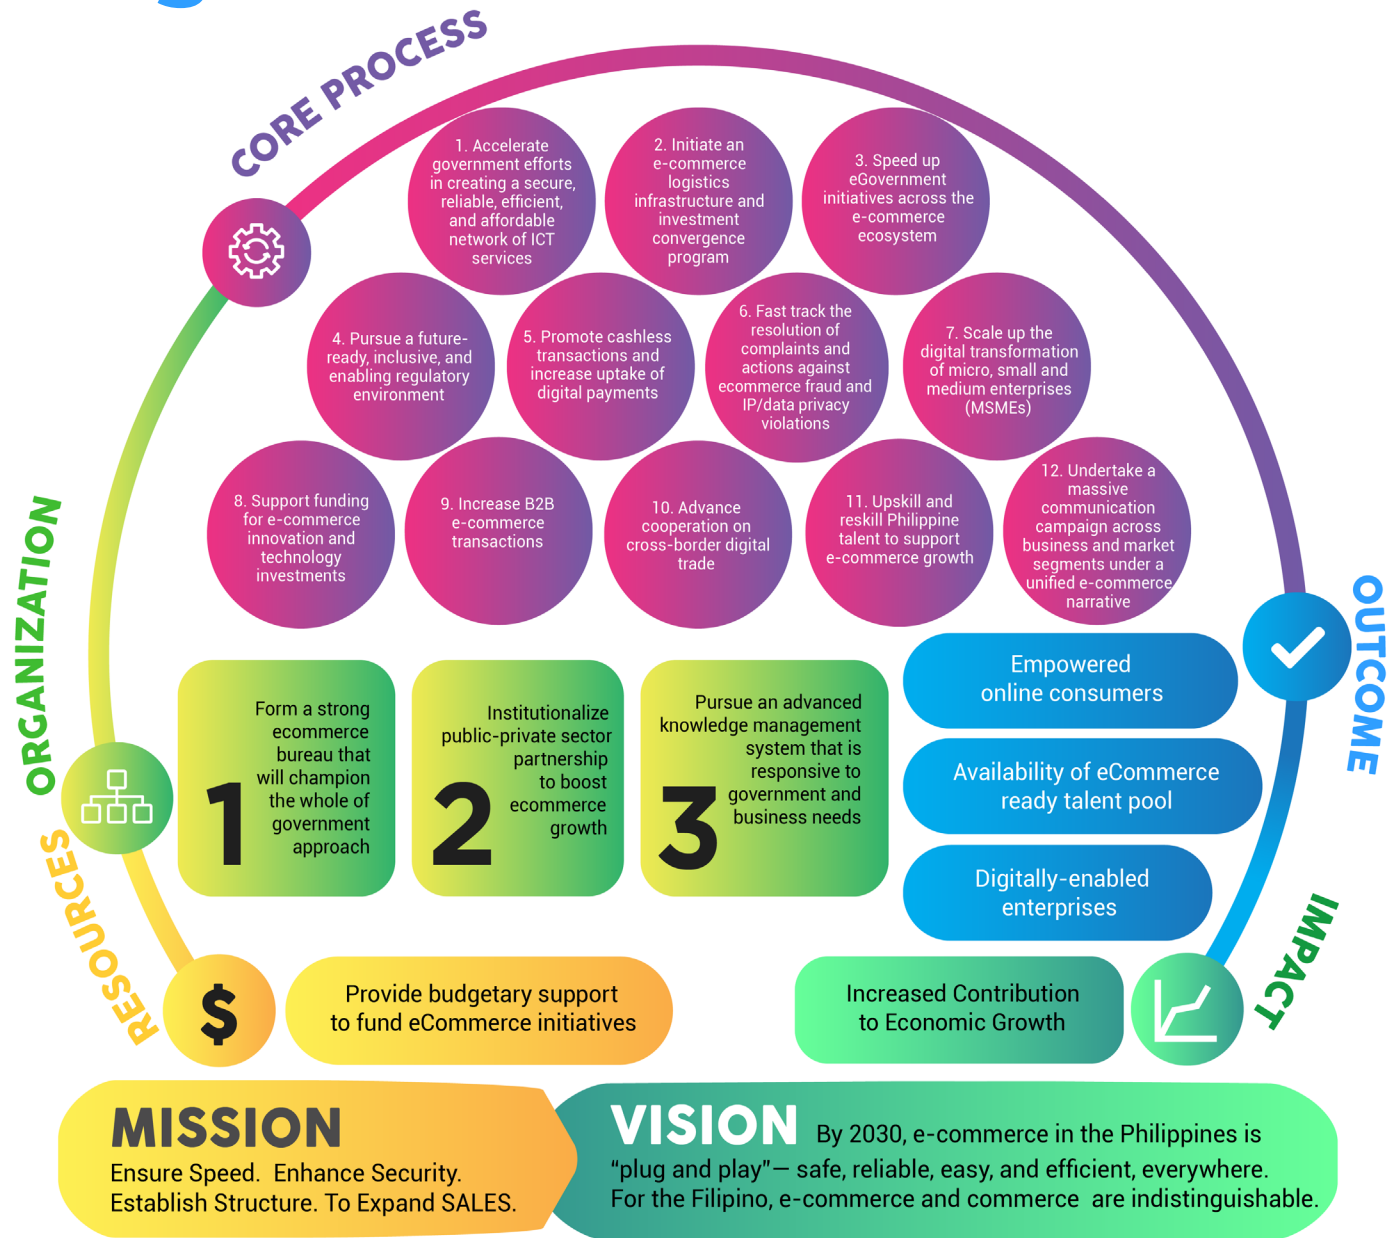 CORE PROCESS
1. Accelerate
government efforts
in creating a secure,
reliable, efficient,
and affordable
network of ICT
services
2. Initiate an
e-commerce
logistics
infrastructure and
investment
convergence
program
3. Speed up
eGovernment
initiatives across the
e-commerce
ecosystem
4. Pursue a future-
ready, inclusive, and
enabling regulatory
environment
5. Promote cashless
transactions and
increase uptake of
digital payments
6. Fast track the
resolution of
complaints and
actions against
ecommerce fraud and
IP/data privacy
violations
7. Scale up the
digital transformation
of micro, small and
medium enterprises
(MSMEs)
8. Support funding
for e-commerce
innovation and
technology
investments
9. Increase B2B
e-commerce
transactions
10. Advance
cooperation on
cross-border digital
trade
11. Upskill and
reskill Philippine
talent to support
e-commerce growth
12. Undertake a
massive
communication
campaign across
business and market
segments under a
unified e-commerce
narrative
ORGANIZATION
1
Form a strong
ecommerce
bureau that
will champion
the whole of
government
approach
2
Institutionalize
public-private sector
partnership
to boost
ecommerce
growth
3
Pursue an advanced
knowledge management
system that is
responsive to
government and
business needs
OUTCOME
Empowered
online consumers
Availability of eCommerce
ready talent pool
Digitally-enabled
enterprises
RESOURCES
$
Provide budgetary support
to fund eCommerce initiatives
IMPACT
Increased Contribution
to Economic Growth
MISSION
Ensure Speed.  Enhance Security.
Establish Structure. To Expand SALES.
VISION By 2030, e-commerce in the Philippines is
“plug and play”— safe, reliable, easy, and efficient, everywhere.
For the Filipino, e-commerce and commerce  are indistinguishable.